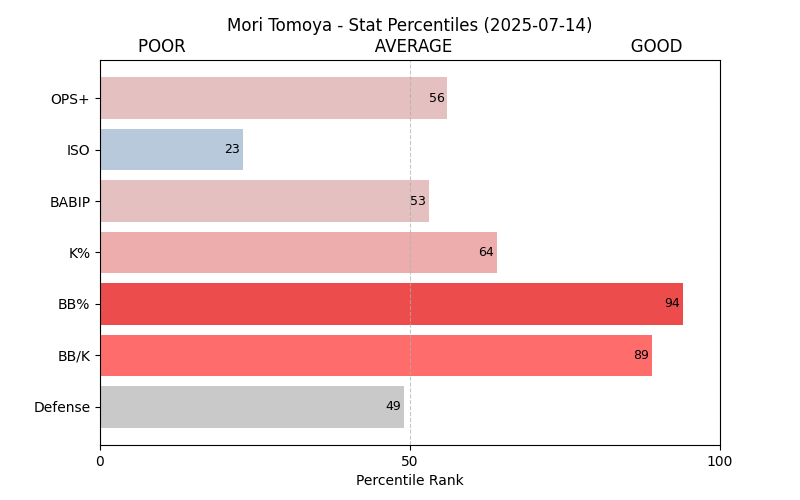 Mori Tomoya - Stat Percentiles (2025-07-14)
POOR AVERAGE GOOD
OPS+ 56
ISO 23
BABIP 53
K% 64
BB% 94
BB/K 89
Defense 49
0 50 100
Percentile Rank